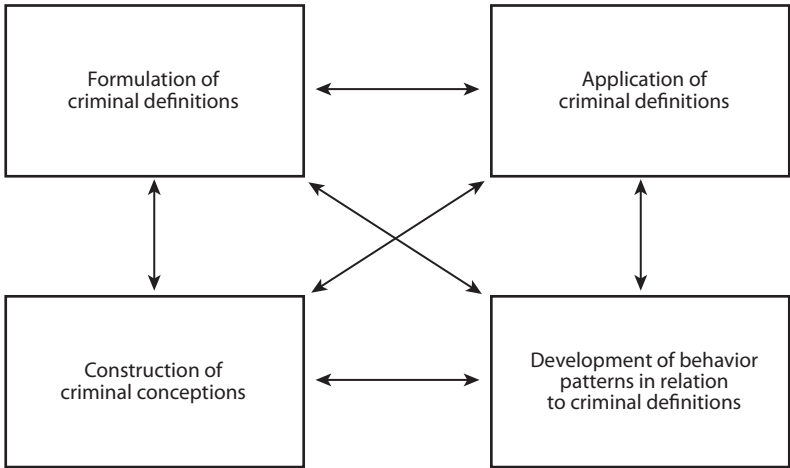 Formulation of
criminal definitions
Application of
criminal definitions
Construction of
criminal conceptions
Development of behavior
patterns in relation
to criminal definitions